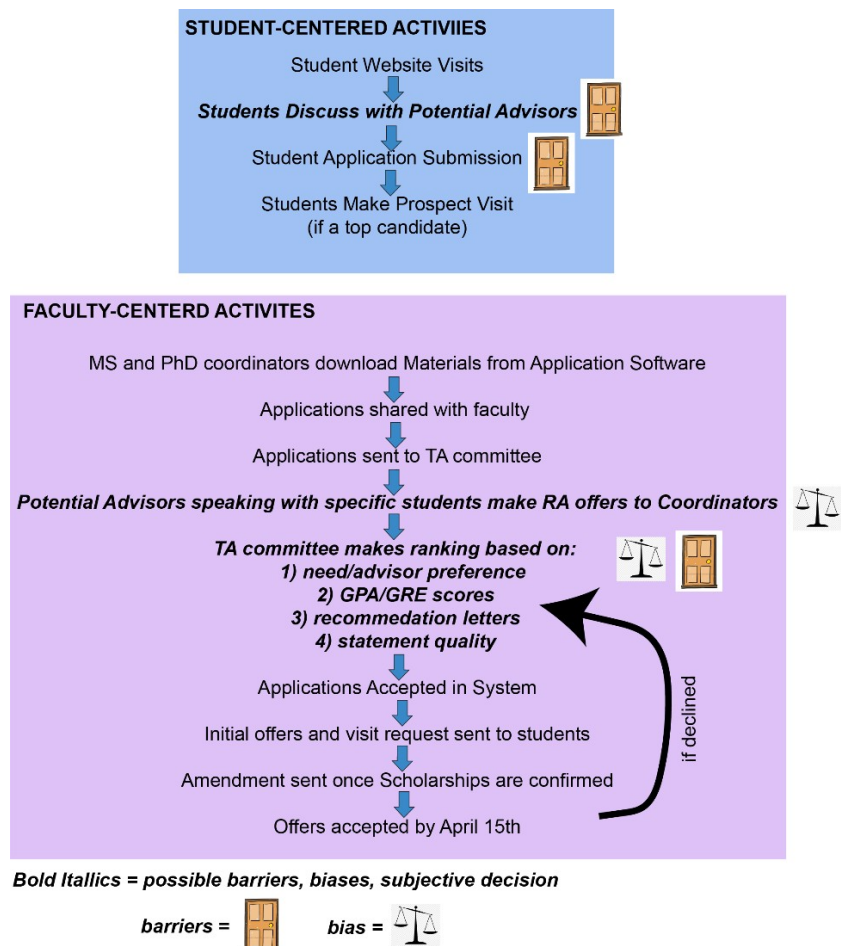 STUDENT-CENTERED ACTIVIIES
Student Website Visits
Students Discuss with Potential Advisors
Student Application Submission
Students Make Prospect Visit
(if a top candidate)
FACULTY-CENTERD ACTIVITES
MS and PhD coordinators download Materials from Application Software
Applications shared with faculty
Applications sent to TA committee
Potential Advisors speaking with specific students make RA offers to Coordinators
TA committee makes ranking based on:
1) need/advisor preference
2) GPA/GRE scores
3) recommedation letters
4) statement quality
Applications Accepted in System
Initial offers and visit request sent to students
Amendment sent once Scholarships are confirmed
Offers accepted by April 15th
if declined
Bold Itallics = possible barriers, biases, subjective decision
barriers =
bias =